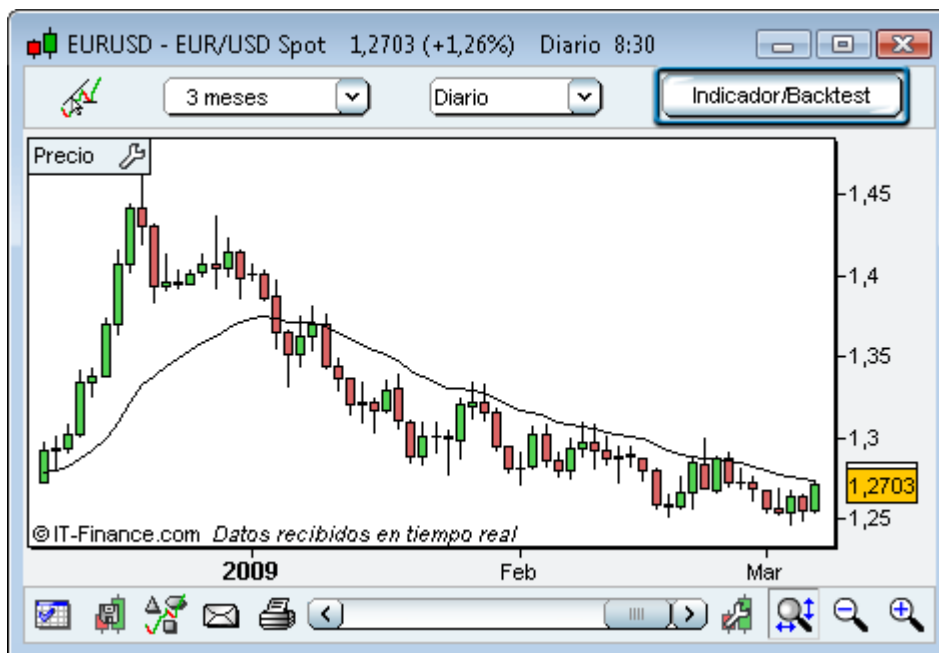 EURUSD - EUR/USD Spot 1,2703 (+1,26%) Diario 8:30
3 meses Diario Indicador/Backtest
Precio
1,45
1,4
1,35
1,3
1,2703
1,25
© IT-Finance.com Datos recibidos en tiempo real
2009 Feb Mar